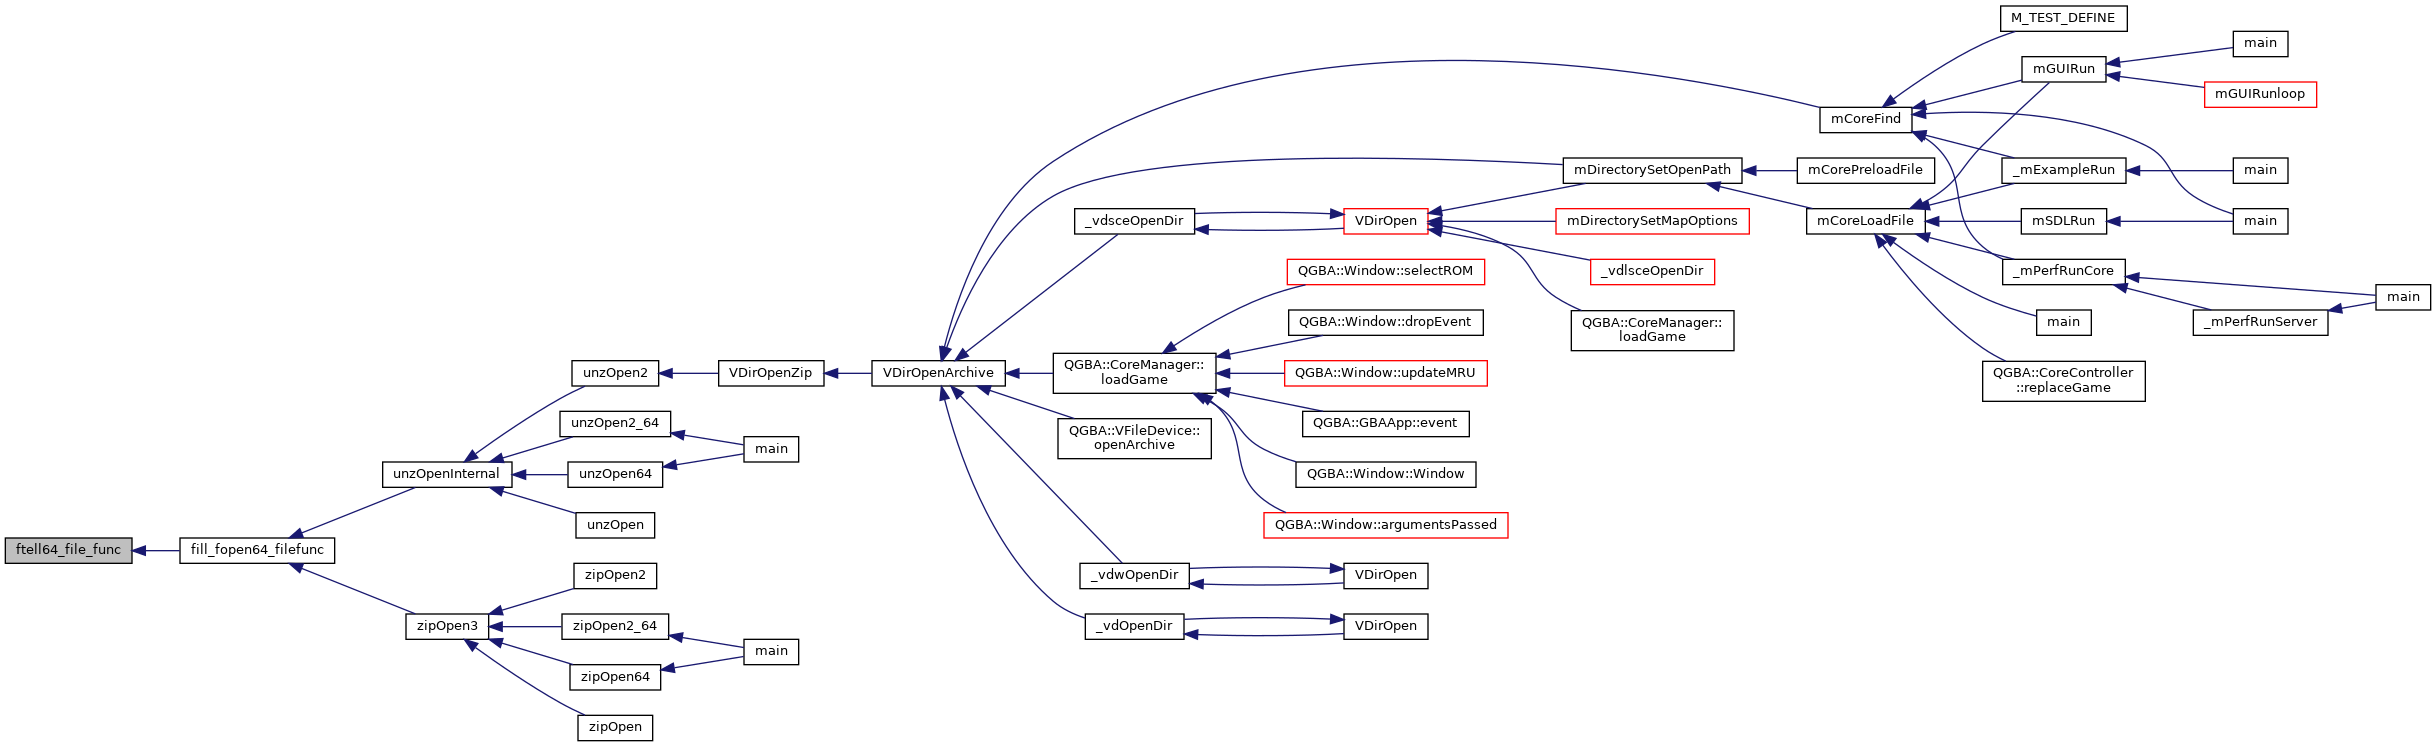 M_TEST_DEFINE
main
mGUIRun
mGUIRunloop
mCoreFind
mDirectorySetOpenPath
mCorePreloadFile
_mExampleRun
main
_vdsceOpenDir
VDirOpen
mDirectorySetMapOptions
mCoreLoadFile
mSDLRun
main
QGBA::Window::selectROM
_vdlsceOpenDir
_mPerfRunCore
main
QGBA::Window::dropEvent
QGBA::CoreManager::
loadGame
main
_mPerfRunServer
unzOpen2
VDirOpenZip
VDirOpenArchive
QGBA::CoreManager::
loadGame
QGBA::Window::updateMRU
QGBA::CoreController
::replaceGame
unzOpen2_64
QGBA::VFileDevice::
openArchive
QGBA::GBAApp::event
main
unzOpenInternal
unzOpen64
QGBA::Window::Window
unzOpen
QGBA::Window::argumentsPassed
ftell64_file_func
fill_fopen64_filefunc
zipOpen2
_vdwOpenDir
VDirOpen
zipOpen3
zipOpen2_64
_vdOpenDir
VDirOpen
main
zipOpen64
zipOpen